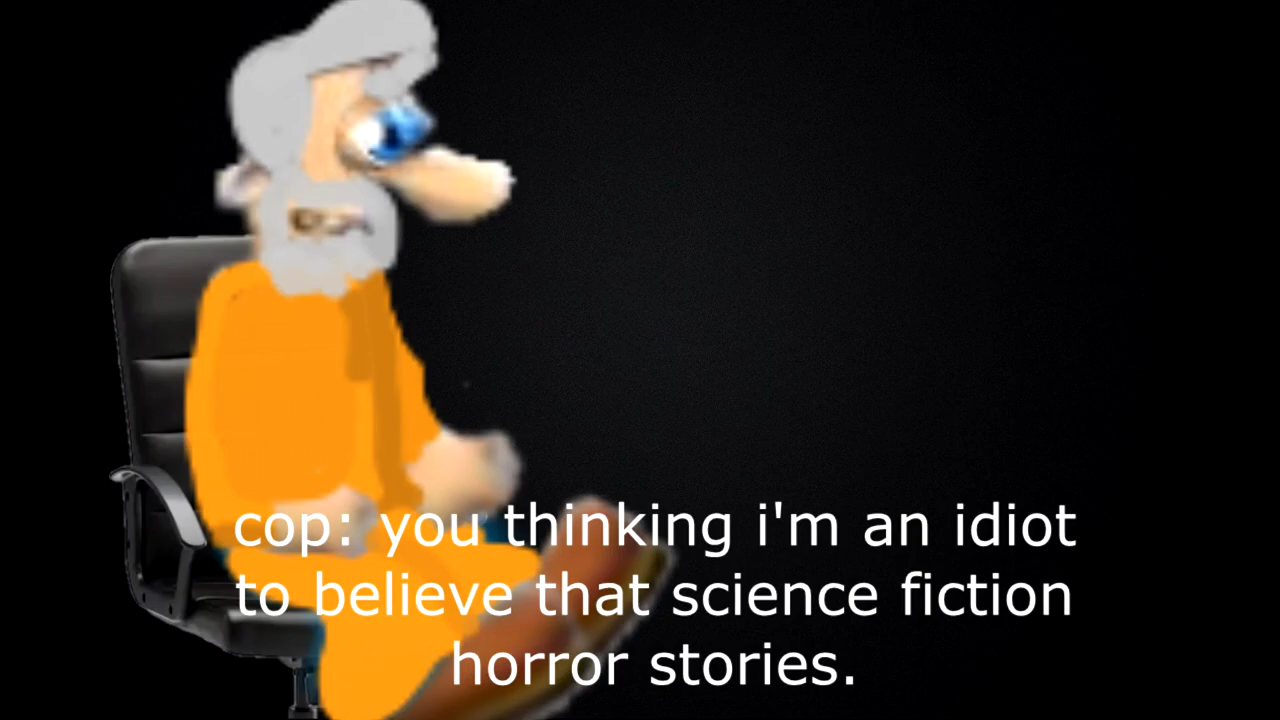 cop: you thinking i'm an idiot
to believe that science fiction
horror stories.